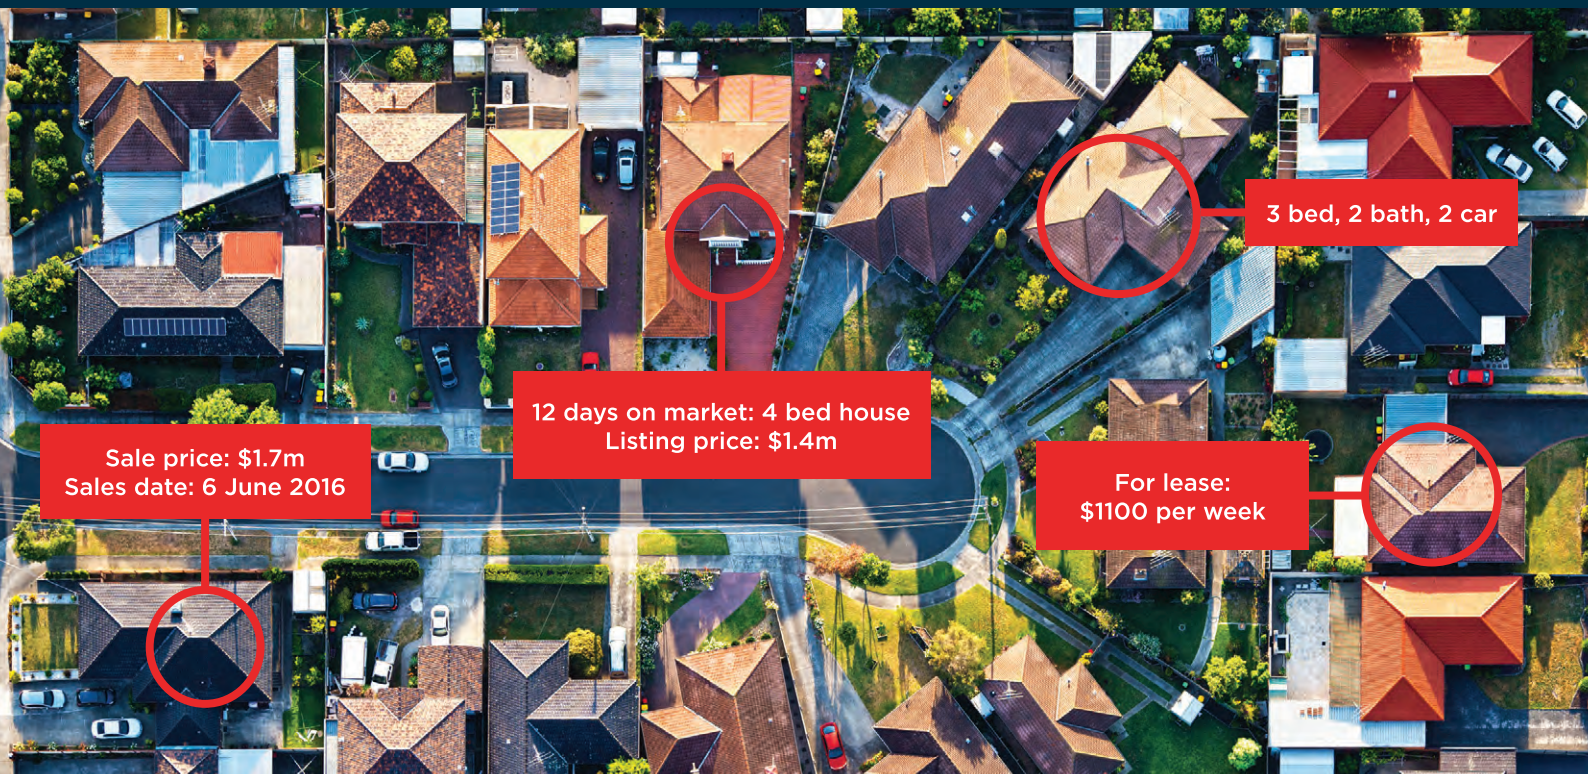 3 bed, 2 bath, 2 car
12 days on market: 4 bed house
Listing price: $1.4m
Sale price: $1.7m
Sales date: 6 June 2016
For lease:
$1100 per week